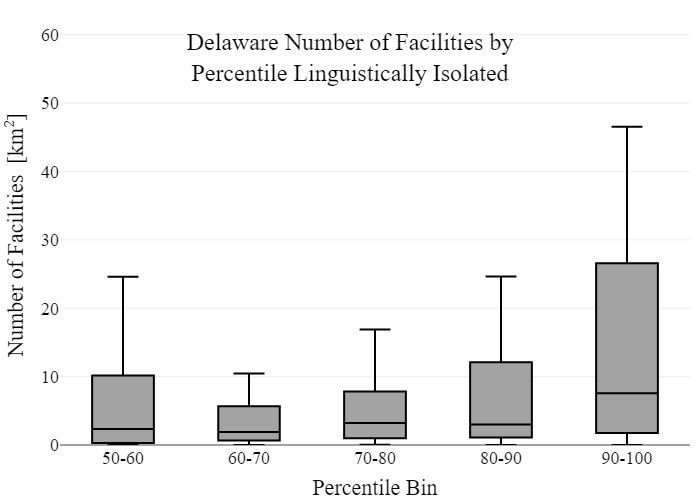 Delaware Number of Facilities by
Percentile Linguistically Isolated
Number of Facilities [km²]
60
50
40
30
20
10
0
50-60 60-70 70-80 80-90 90-100
Percentile Bin